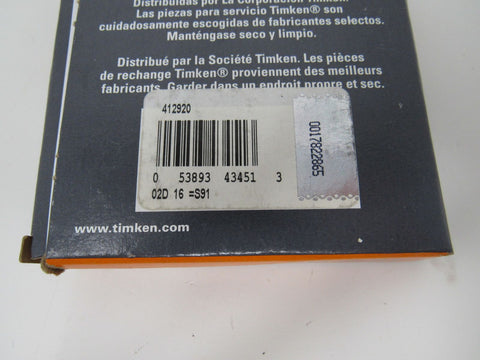 Distribuidas por La Corporación Timken.
Las piezas para servicio Timken® son
cuidadosamente escogidas de fabricantes selectos.
Manténgase seco y limpio.
Distribué par la Société Timken. Les pièces
de rechange Timken® proviennent des meilleurs
fabricants. Garder dans un endroit propre et sec.
412920
0 53893 43451 3
02D 16 =S91
0017822865
www.timken.com